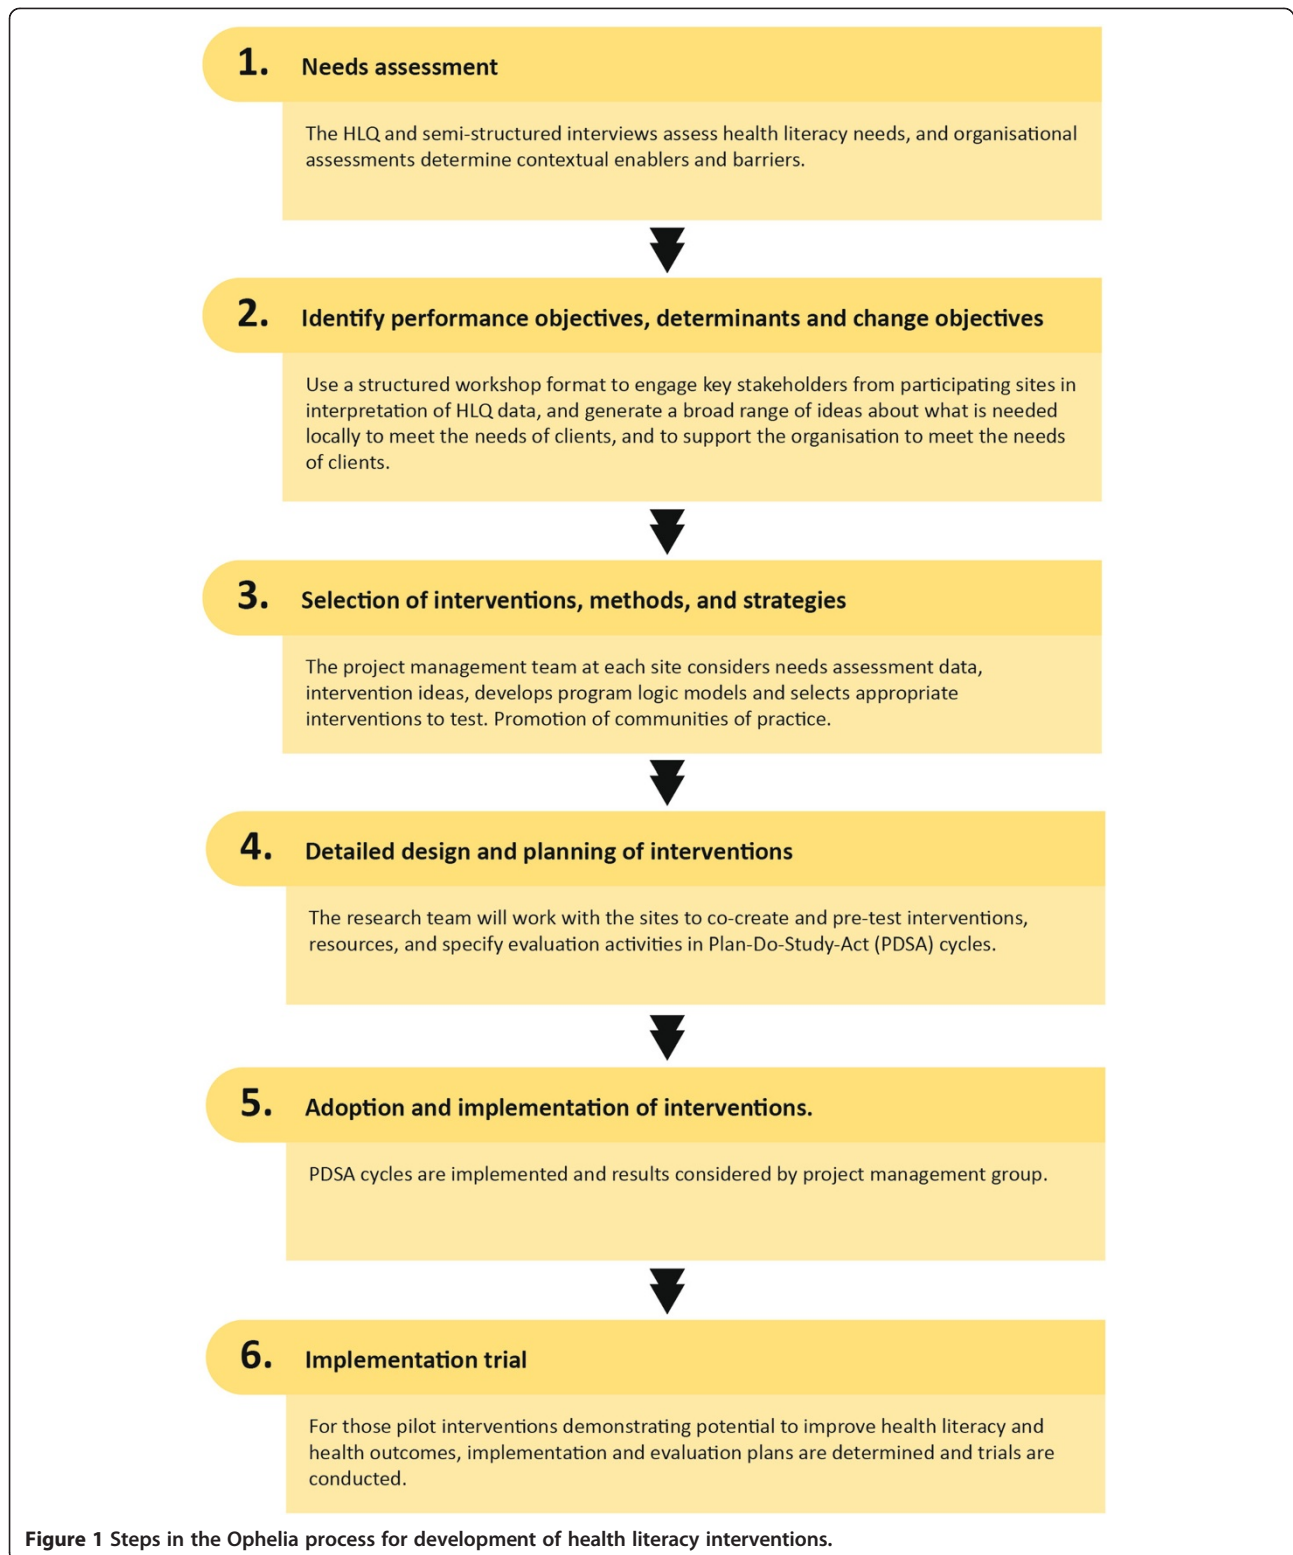 1. Needs assessment
The HLQ and semi-structured interviews assess health literacy needs, and organisational
assessments determine contextual enablers and barriers.
2. Identify performance objectives, determinants and change objectives
Use a structured workshop format to engage key stakeholders from participating sites in
interpretation of HLQ data, and generate a broad range of ideas about what is needed
locally to meet the needs of clients, and to support the organisation to meet the needs
of clients.
3. Selection of interventions, methods, and strategies
The project management team at each site considers needs assessment data,
intervention ideas, develops program logic models and selects appropriate
interventions to test. Promotion of communities of practice.
4. Detailed design and planning of interventions
The research team will work with the sites to co-create and pre-test interventions,
resources, and specify evaluation activities in Plan-Do-Study-Act (PDSA) cycles.
5. Adoption and implementation of interventions.
PDSA cycles are implemented and results considered by project management group.
6. Implementation trial
For those pilot interventions demonstrating potential to improve health literacy and
health outcomes, implementation and evaluation plans are determined and trials are
conducted.
Figure 1 Steps in the Ophelia process for development of health literacy interventions.